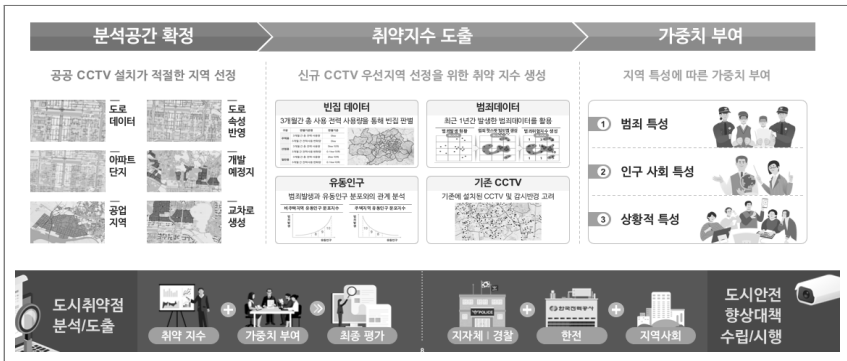 분석공간 확정
취약지수 도출
가중치 부여
공공 CCTV 설치가 적절한 지역 선정
도로
데이터
도로
속성
반영
아파트
단지
개발
예정지
공업
지역
교차로
생성
신규 CCTV 우선지역 선정을 위한 취약 지수 생성
빈집 데이터
3개월간 총 사용 전력 사용량을 통해 빈집 판별
범죄데이터
최근 1년간 발생한 범죄데이터를 활용
유동인구
범죄발생과 유동인구 분포와의 관계 분석
기존 CCTV
기존에 설치된 CCTV 및 감시반경 고려
지역 특성에 따른 가중치 부여
1 범죄 특성
2 인구 사회 특성
3 상황적 특성
도시취약점
분석/도출
취약 지수
가중치 부여
최종 평가
POLICE
지자체 | 경찰
한국전력공사
한전
지역사회
도시안전
향상대책
수립/시행
8